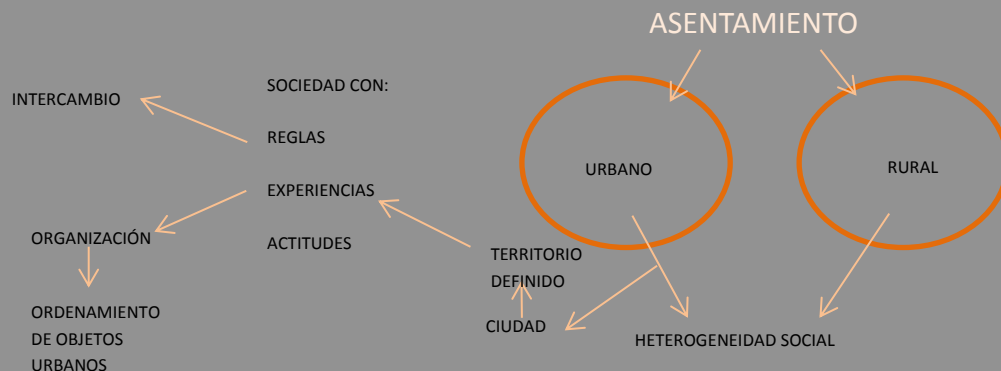 ASENTAMIENTO
SOCIEDAD CON:
INTERCAMBIO
REGLAS
URBANO
RURAL
EXPERIENCIAS
ORGANIZACIÓN
ACTITUDES
TERRITORIO
DEFINIDO
ORDENAMIENTO
DE OBJETOS
URBANOS
CIUDAD
HETEROGENEIDAD SOCIAL